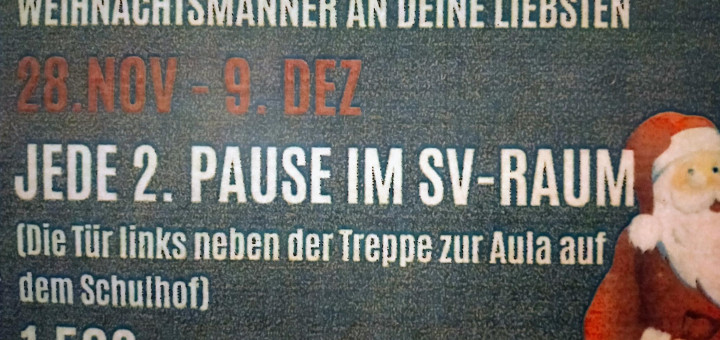 WEIHNACHTSMÄNNER AN DEINE LIEBSTEN
28.NOV - 9. DEZ
JEDE 2. PAUSE IM SV-RAUM
(Die Tür links neben der Treppe zur Aula auf
dem Schulhof)